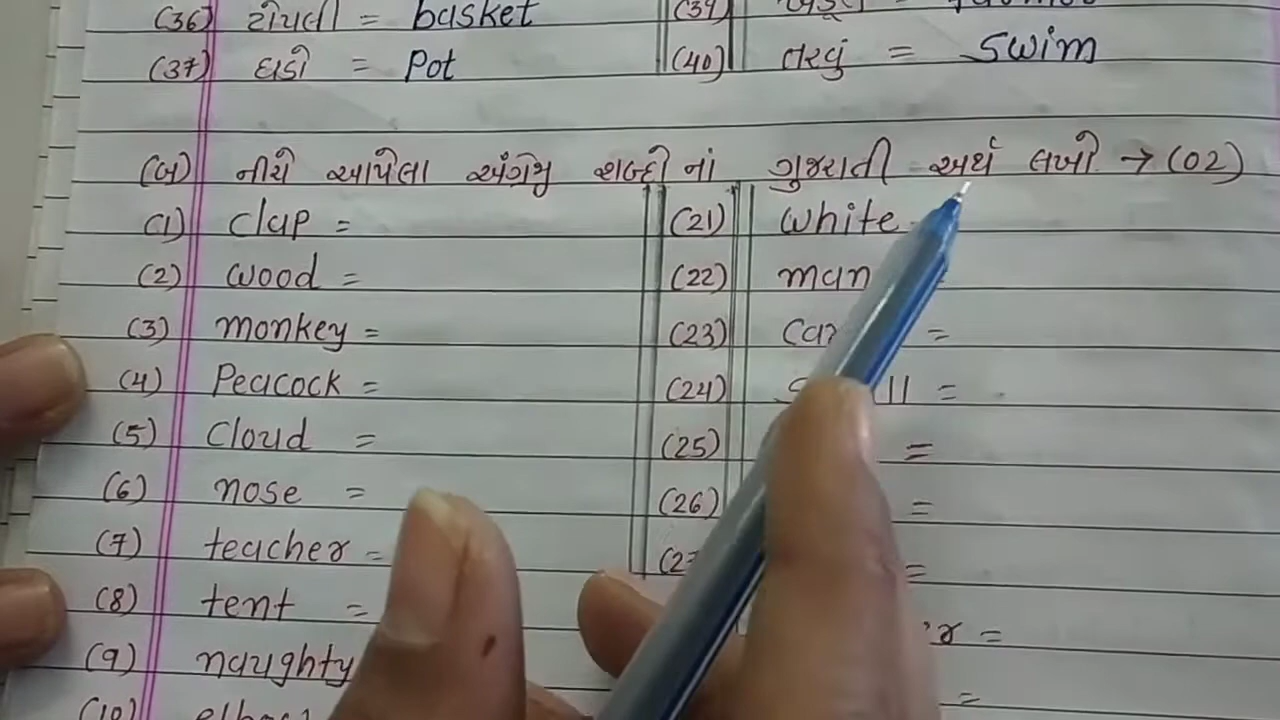 (36) ટોપલી = basket
(39)
(37) ઘડો = Pot
(40) તરવું = Swim
(બ) નીચે આપેલા અંગ્રેજી શબ્દોનાં ગુજરાતી અર્થ લખો → (02)
(1) Clap =
(21) White
(2) wood =
(22) man
(3) monkey =
(23) =
(4) Peacock =
(24) =
(5) Cloud =
(25) =
(6) nose =
(26) =
(7) teacher =
=
(8) tent =
=
(9) naughty
=
(10)